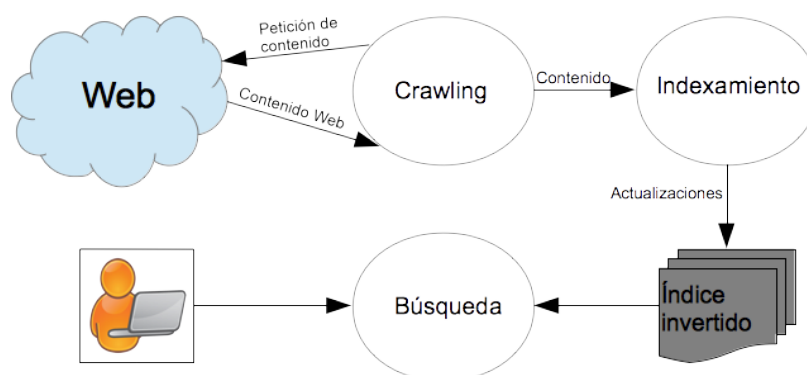 Petición de
contenido
Web
Contenido Web
Crawling
Contenido
Indexamiento
Actualizaciones
Búsqueda
Índice
invertido